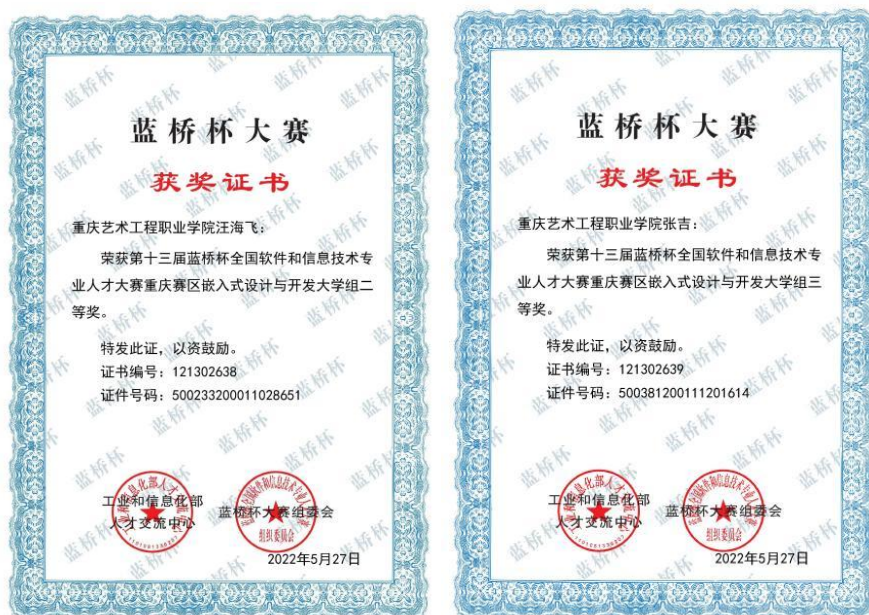 蓝桥杯大赛
获奖证书
重庆艺术工程职业学院汪海飞：
荣获第十三届蓝桥杯全国软件和信息技术专
业人才大赛重庆赛区嵌入式设计与开发大学组二
等奖。
特发此证，以资鼓励。
证书编号：121302638
证件号码：500233200011028651
工业和信息化部
人才交流中心
蓝桥杯大赛组委会
2022年5月27日
蓝桥杯大赛
获奖证书
重庆艺术工程职业学院张吉：
荣获第十三届蓝桥杯全国软件和信息技术专
业人才大赛重庆赛区嵌入式设计与开发大学组三
等奖。
特发此证，以资鼓励。
证书编号：121302639
证件号码：500381200111201614
工业和信息化部
人才交流中心
蓝桥杯大赛组委会
2022年5月27日